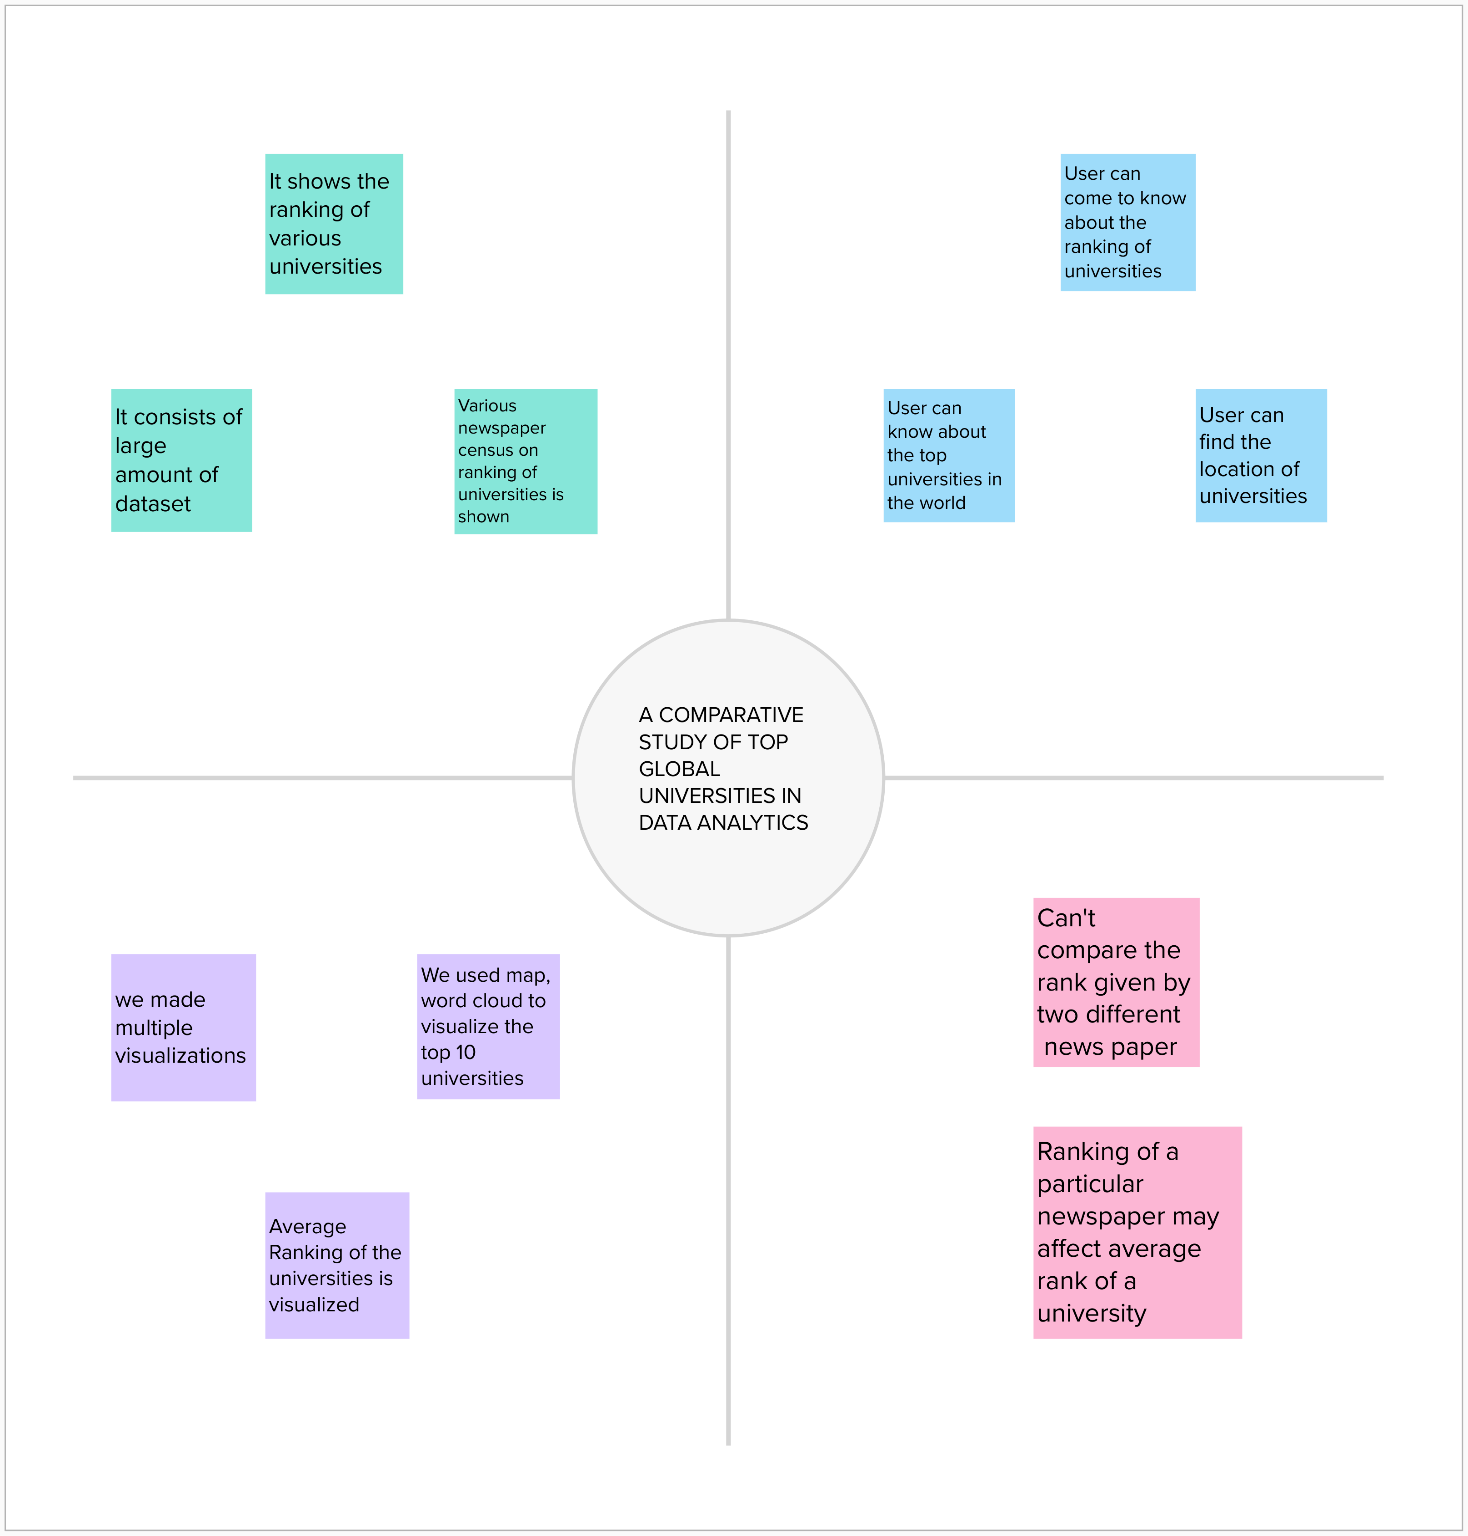 It shows the
ranking of
various
universities
User can
come to know
about the
ranking of
universities
It consists of
large
amount of
dataset
Various
newspaper
census on
ranking of
universities is
shown
User can
know about
the top
universities in
the world
User can
find the
location of
universities
A COMPARATIVE
STUDY OF TOP
GLOBAL
UNIVERSITIES IN
DATA ANALYTICS
we made
multiple
visualizations
We used map,
word cloud to
visualize the
top 10
universities
Average
Ranking of the
universities is
visualized
Can't
compare the
rank given by
two different
news paper
Ranking of a
particular
newspaper may
affect average
rank of a
university